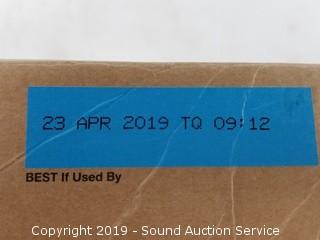 23 APR 2019 TQ 09:12
BEST If Used By
Copyright 2019 - Sound Auction Service